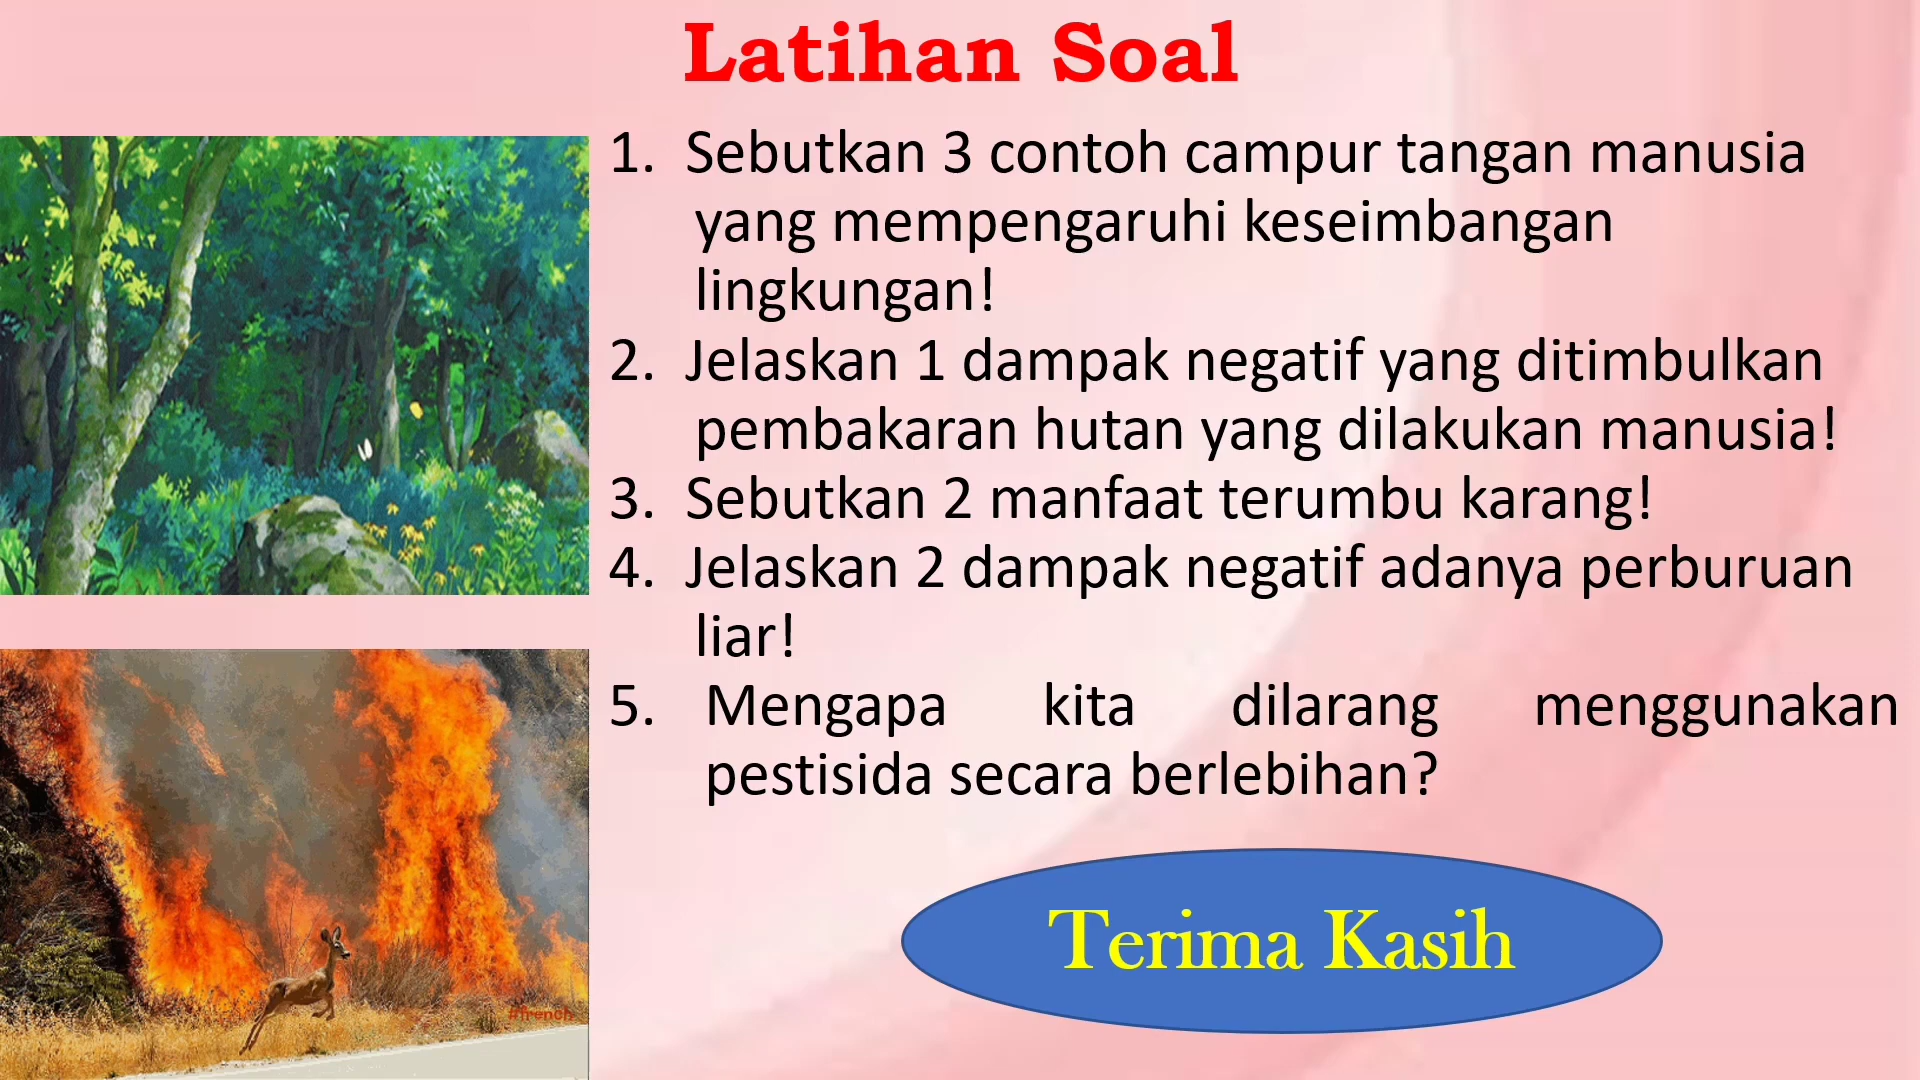 Latihan Soal
1. Sebutkan 3 contoh campur tangan manusia
yang mempengaruhi keseimbangan
lingkungan!
2. Jelaskan 1 dampak negatif yang ditimbulkan
pembakaran hutan yang dilakukan manusia!
3. Sebutkan 2 manfaat terumbu karang!
4. Jelaskan 2 dampak negatif adanya perburuan
liar!
5. Mengapa kita dilarang menggunakan
pestisida secara berlebihan?
#french
Terima Kasih